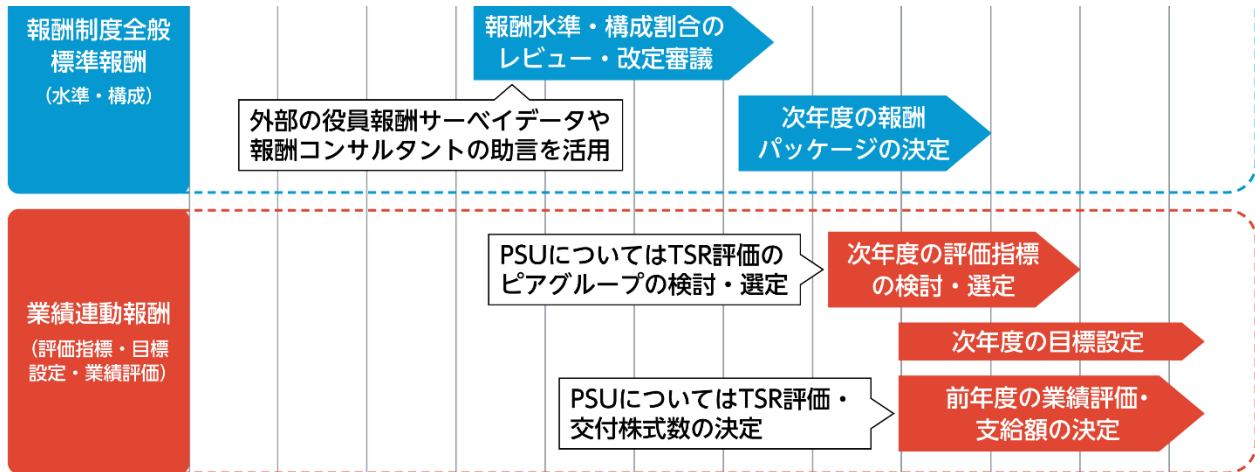 報酬制度全般
標準報酬
（水準・構成）
報酬水準・構成割合の
レビュー・改定審議
外部の役員報酬サーベイデータや
報酬コンサルタントの助言を活用
次年度の報酬
パッケージの決定
業績連動報酬
（評価指標・目標
設定・業績評価）
PSUについてはTSR評価の
ピアグループの検討・選定
次年度の評価指標
の検討・選定
次年度の目標設定
PSUについてはTSR評価・
交付株式数の決定
前年度の業績評価・
支給額の決定